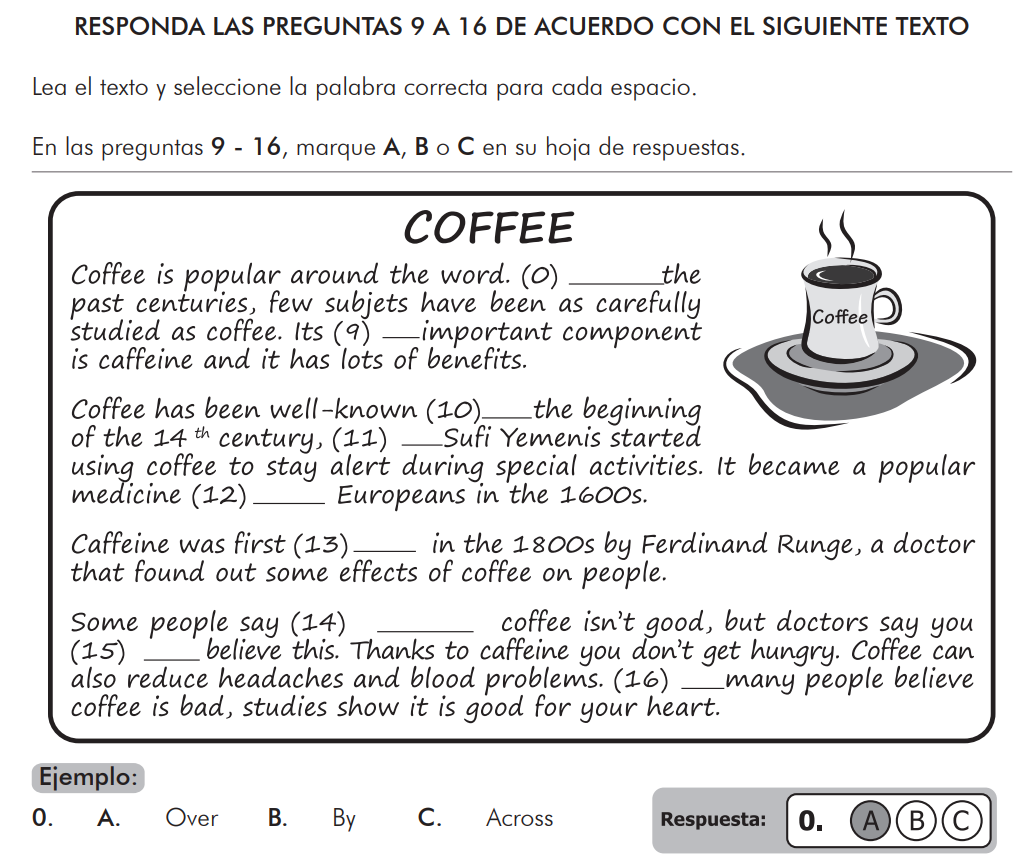 RESPONDA LAS PREGUNTAS 9 A 16 DE ACUERDO CON EL SIGUIENTE TEXTO
Lea el texto y seleccione la palabra correcta para cada espacio.
En las preguntas 9 - 16, marque A, B o C en su hoja de respuestas.
COFFEE
Coffee is popular around the word. (0) ________the
past centuries, few subjets have been as carefully
studied as coffee. Its (9) ___important component
is caffeine and it has lots of benefits.
Coffee
Coffee has been well-known (10)____the beginning
of the 14 th century, (11) ___Sufi Yemenis started
using coffee to stay alert during special activities. It became a popular
medicine (12)______ Europeans in the 1600s.
Caffeine was first (13)_____ in the 1800s by Ferdinand Runge, a doctor
that found out some effects of coffee on people.
Some people say (14) ________ coffee isn't good, but doctors say you
(15) ____ believe this. Thanks to caffeine you don't get hungry. Coffee can
also reduce headaches and blood problems. (16) ___many people believe
coffee is bad, studies show it is good for your heart.
Ejemplo:
0. A. Over B. By C. Across
Respuesta: 0. A B C